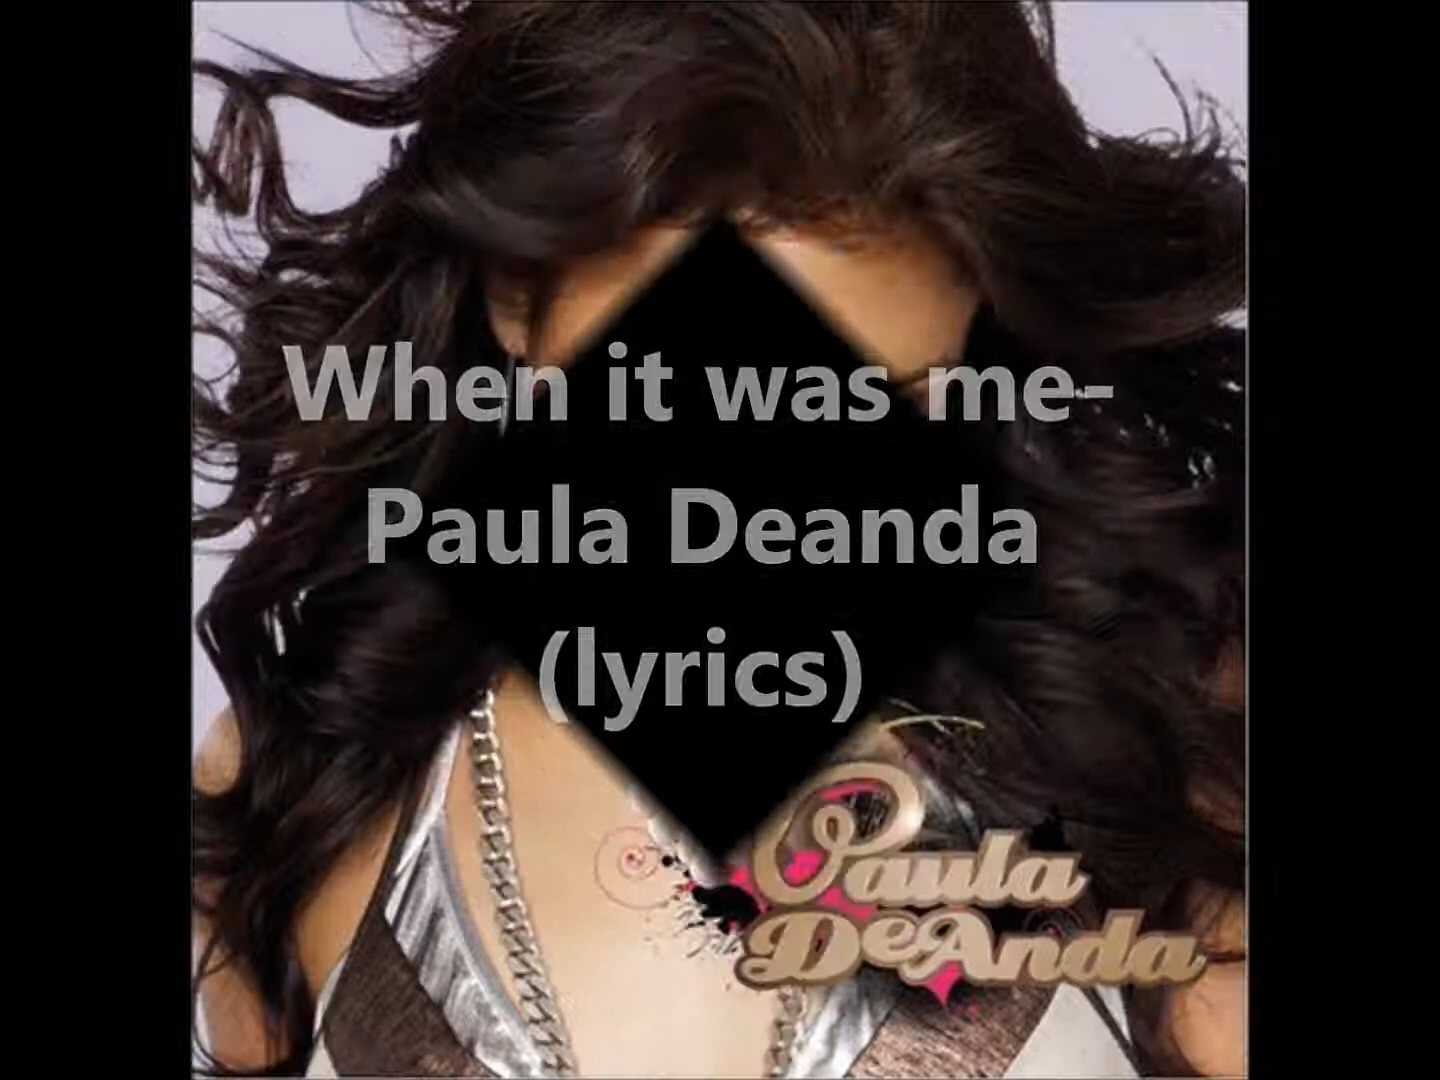 When it was me-
Paula Deanda
(lyrics)
Paula
DeAnda